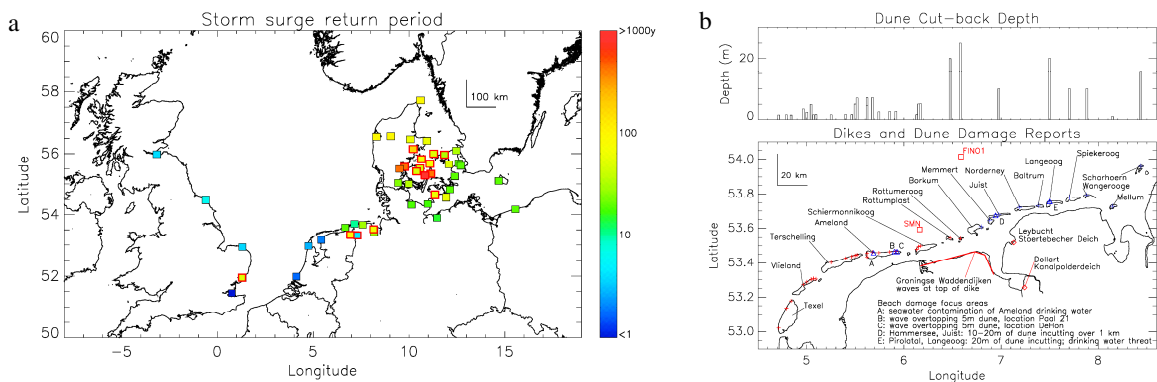 a
Storm surge return period
60
58
56
54
52
50
Latitude
−5
0
5
10
15
Longitude
100 km
>1000y
100
10
<1
b
Dune Cut-back Depth
20
0
Depth (m)
Dikes and Dune Damage Reports
54.0
53.8
53.6
53.4
53.2
53.0
Latitude
5
6
7
8
Longitude
20 km
FINO1
SMN
Spiekeroog
Langeoog
Memmert
Norderney
Baltrum
Scharhoern
Wangerooge
Borkum
Juist
Mellum
Rottumeroog
Rottumplast
Schiermonnikoog
Ameland
Terschelling
Vlieland
Texel
A
B C
D
E
Leybucht
Stoertebecher Deich
Dollart
Kanalpolderdeich
Groningse Waddendijken
waves at top of dike
Beach damage focus areas
A: seawater contamination of Ameland drinking water
B: wave overtopping 5m dune, location Paal 21
C: wave overtopping 5m dune, location DeHon
D: Hammersee, Juist: 10−20m of dune incutting over 1 km
E: Pirolatal, Langeoog: 20m of dune incutting; drinking water threat